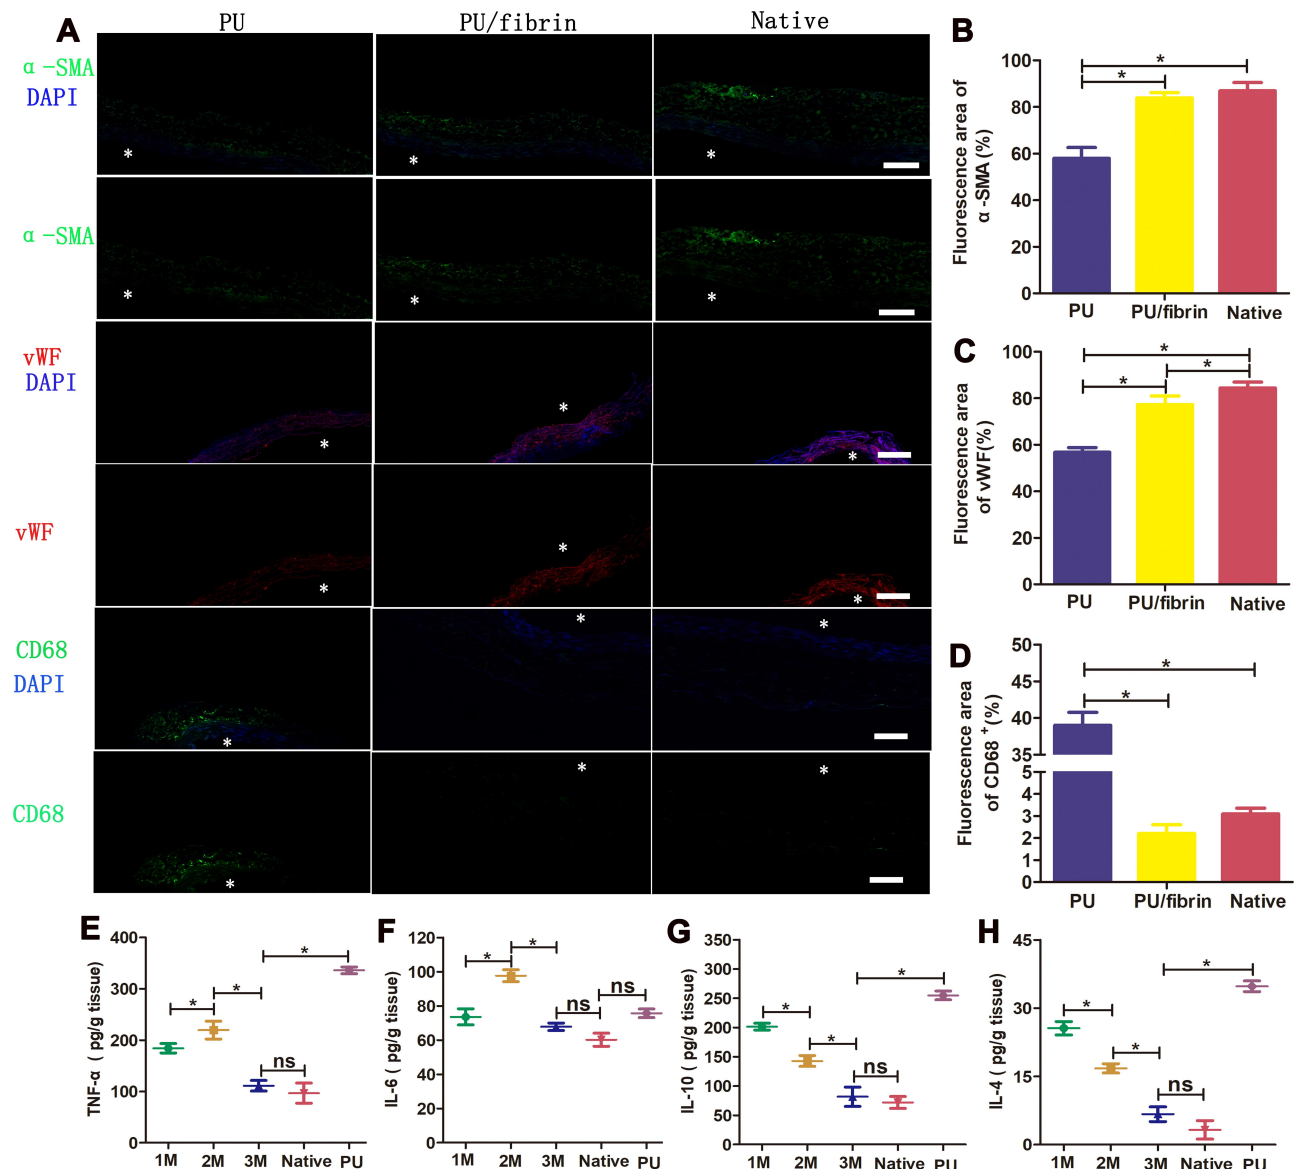 A
PU
PU/fibrin
Native
α-SMA
DAPI
*
*
*
α-SMA
*
*
*
vWF
DAPI
*
*
*
vWF
*
*
*
CD68
DAPI
*
*
*
CD68
*
*
*
B
Fluorescence area of
α-SMA (%)
100
80
60
40
20
0
*
*
PU
PU/fibrin
Native
C
Fluorescence area
of vWF(%)
100
80
60
40
20
0
*
*
*
PU
PU/fibrin
Native
D
Fluorescence area
of CD68 +(%)
50
45
40
35
5
4
3
2
1
0
*
*
PU
PU/fibrin
Native
E
TNF-α ( pg/g tissue)
400
300
200
100
0
*
*
*
ns
1M
2M
3M
Native
PU
F
IL-6 ( pg/g tissue)
120
100
80
60
40
20
0
*
*
ns
ns
1M
2M
3M
Native
PU
G
IL-10 ( pg/g tissue)
350
300
250
200
150
100
50
0
*
*
*
ns
1M
2M
3M
Native
PU
H
IL-4 ( pg/g tissue)
45
30
15
0
*
*
*
ns
1M
2M
3M
Native
PU